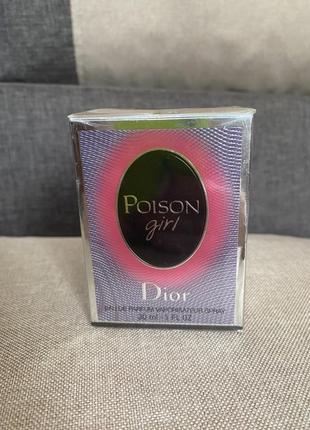 POISON
girl
Dior
EAU DE PARFUM VAPORISATEUR SPRAY
30 ml - 1 FL OZ